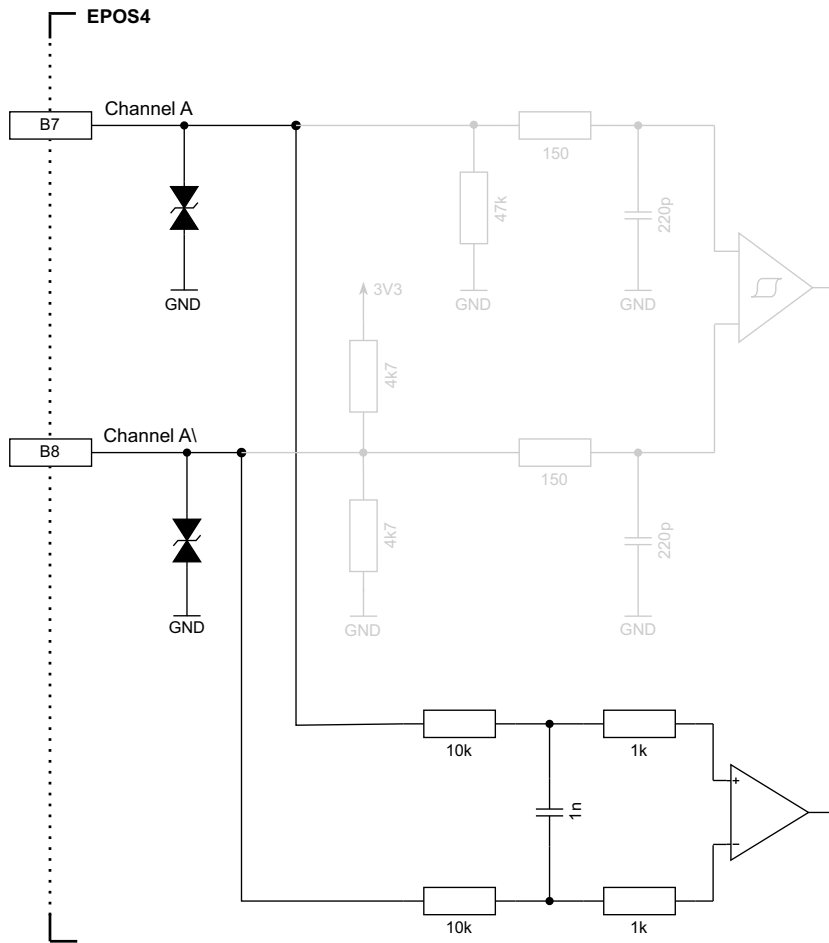 EPOS4
Channel A
B7
150
47k
220p
GND
GND
GND
3V3
4k7
Channel A\
B8
150
4k7
220p
GND
GND
GND
10k
1k
+
1n
−
10k
1k